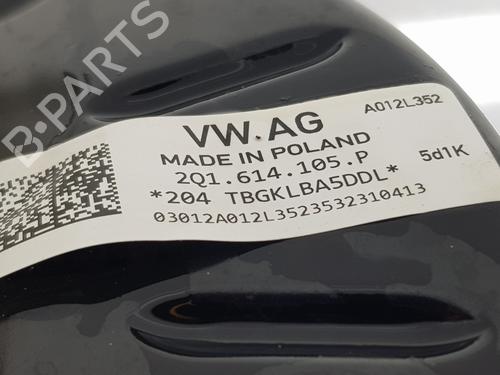 A012L352
VW.AG
MADE IN POLAND
2Q1.614.105.P
5d1K
*204 TBGKLBA5DDL*
03012A012L3523532310413
B-PARTS